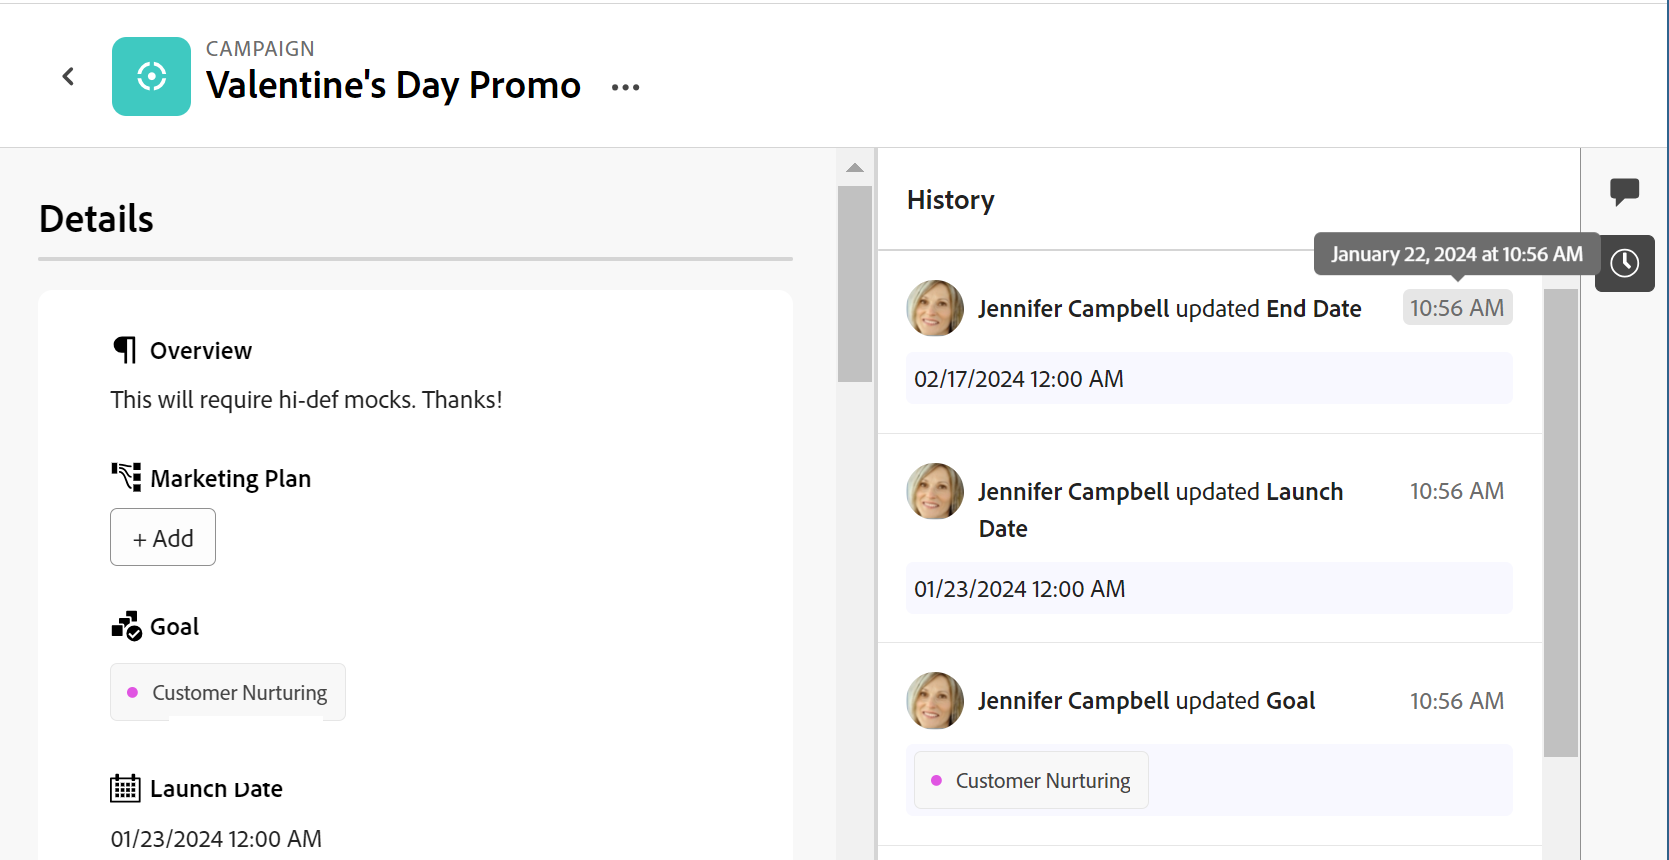 CAMPAIGN
Valentine's Day Promo
Details
Overview
This will require hi-def mocks. Thanks!
Marketing Plan
+ Add
Goal
Customer Nurturing
Launch Date
01/23/2024 12:00 AM
History
January 22, 2024 at 10:56 AM
Jennifer Campbell updated End Date 10:56 AM
02/17/2024 12:00 AM
Jennifer Campbell updated Launch 10:56 AM
Date
01/23/2024 12:00 AM
Jennifer Campbell updated Goal 10:56 AM
Customer Nurturing